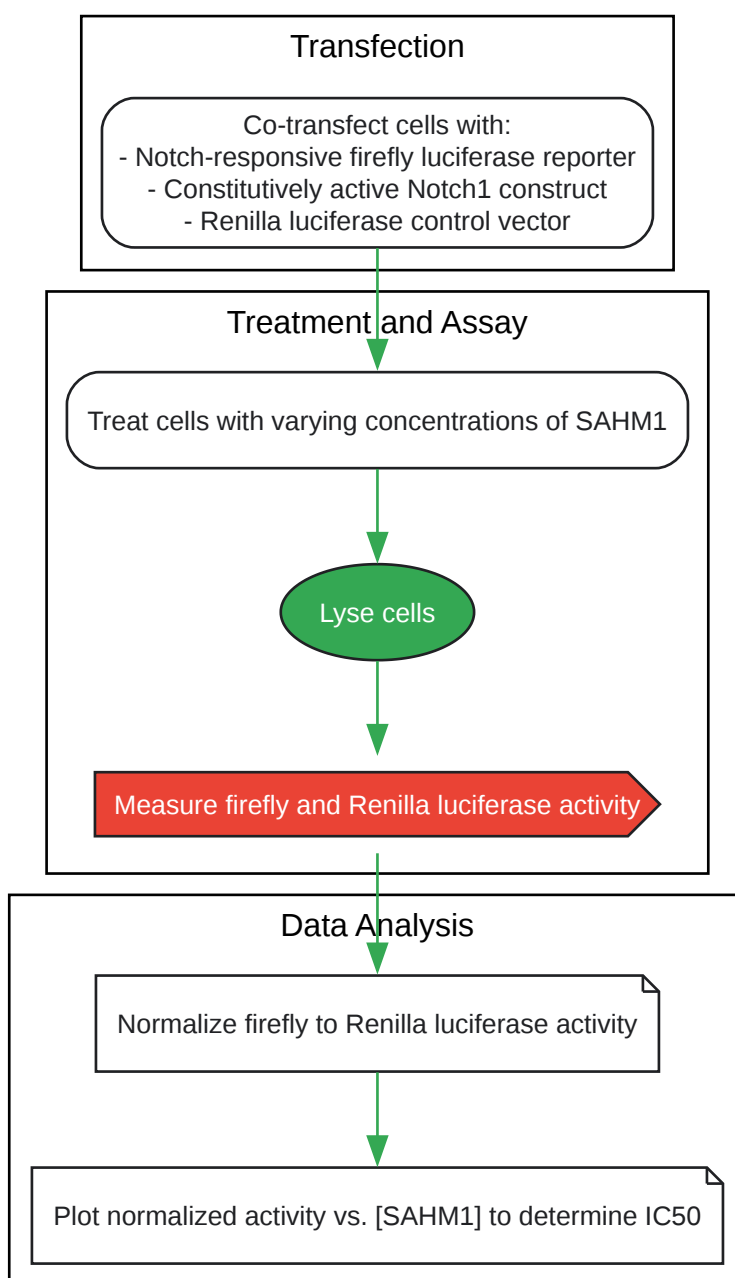 Transfection
Co-transfect cells with:
- Notch-responsive firefly luciferase reporter
- Constitutively active Notch1 construct
- Renilla luciferase control vector
Treatment and Assay
Treat cells with varying concentrations of SAHM1
Lyse cells
Measure firefly and Renilla luciferase activity
Data Analysis
Normalize firefly to Renilla luciferase activity
Plot normalized activity vs. [SAHM1] to determine IC50